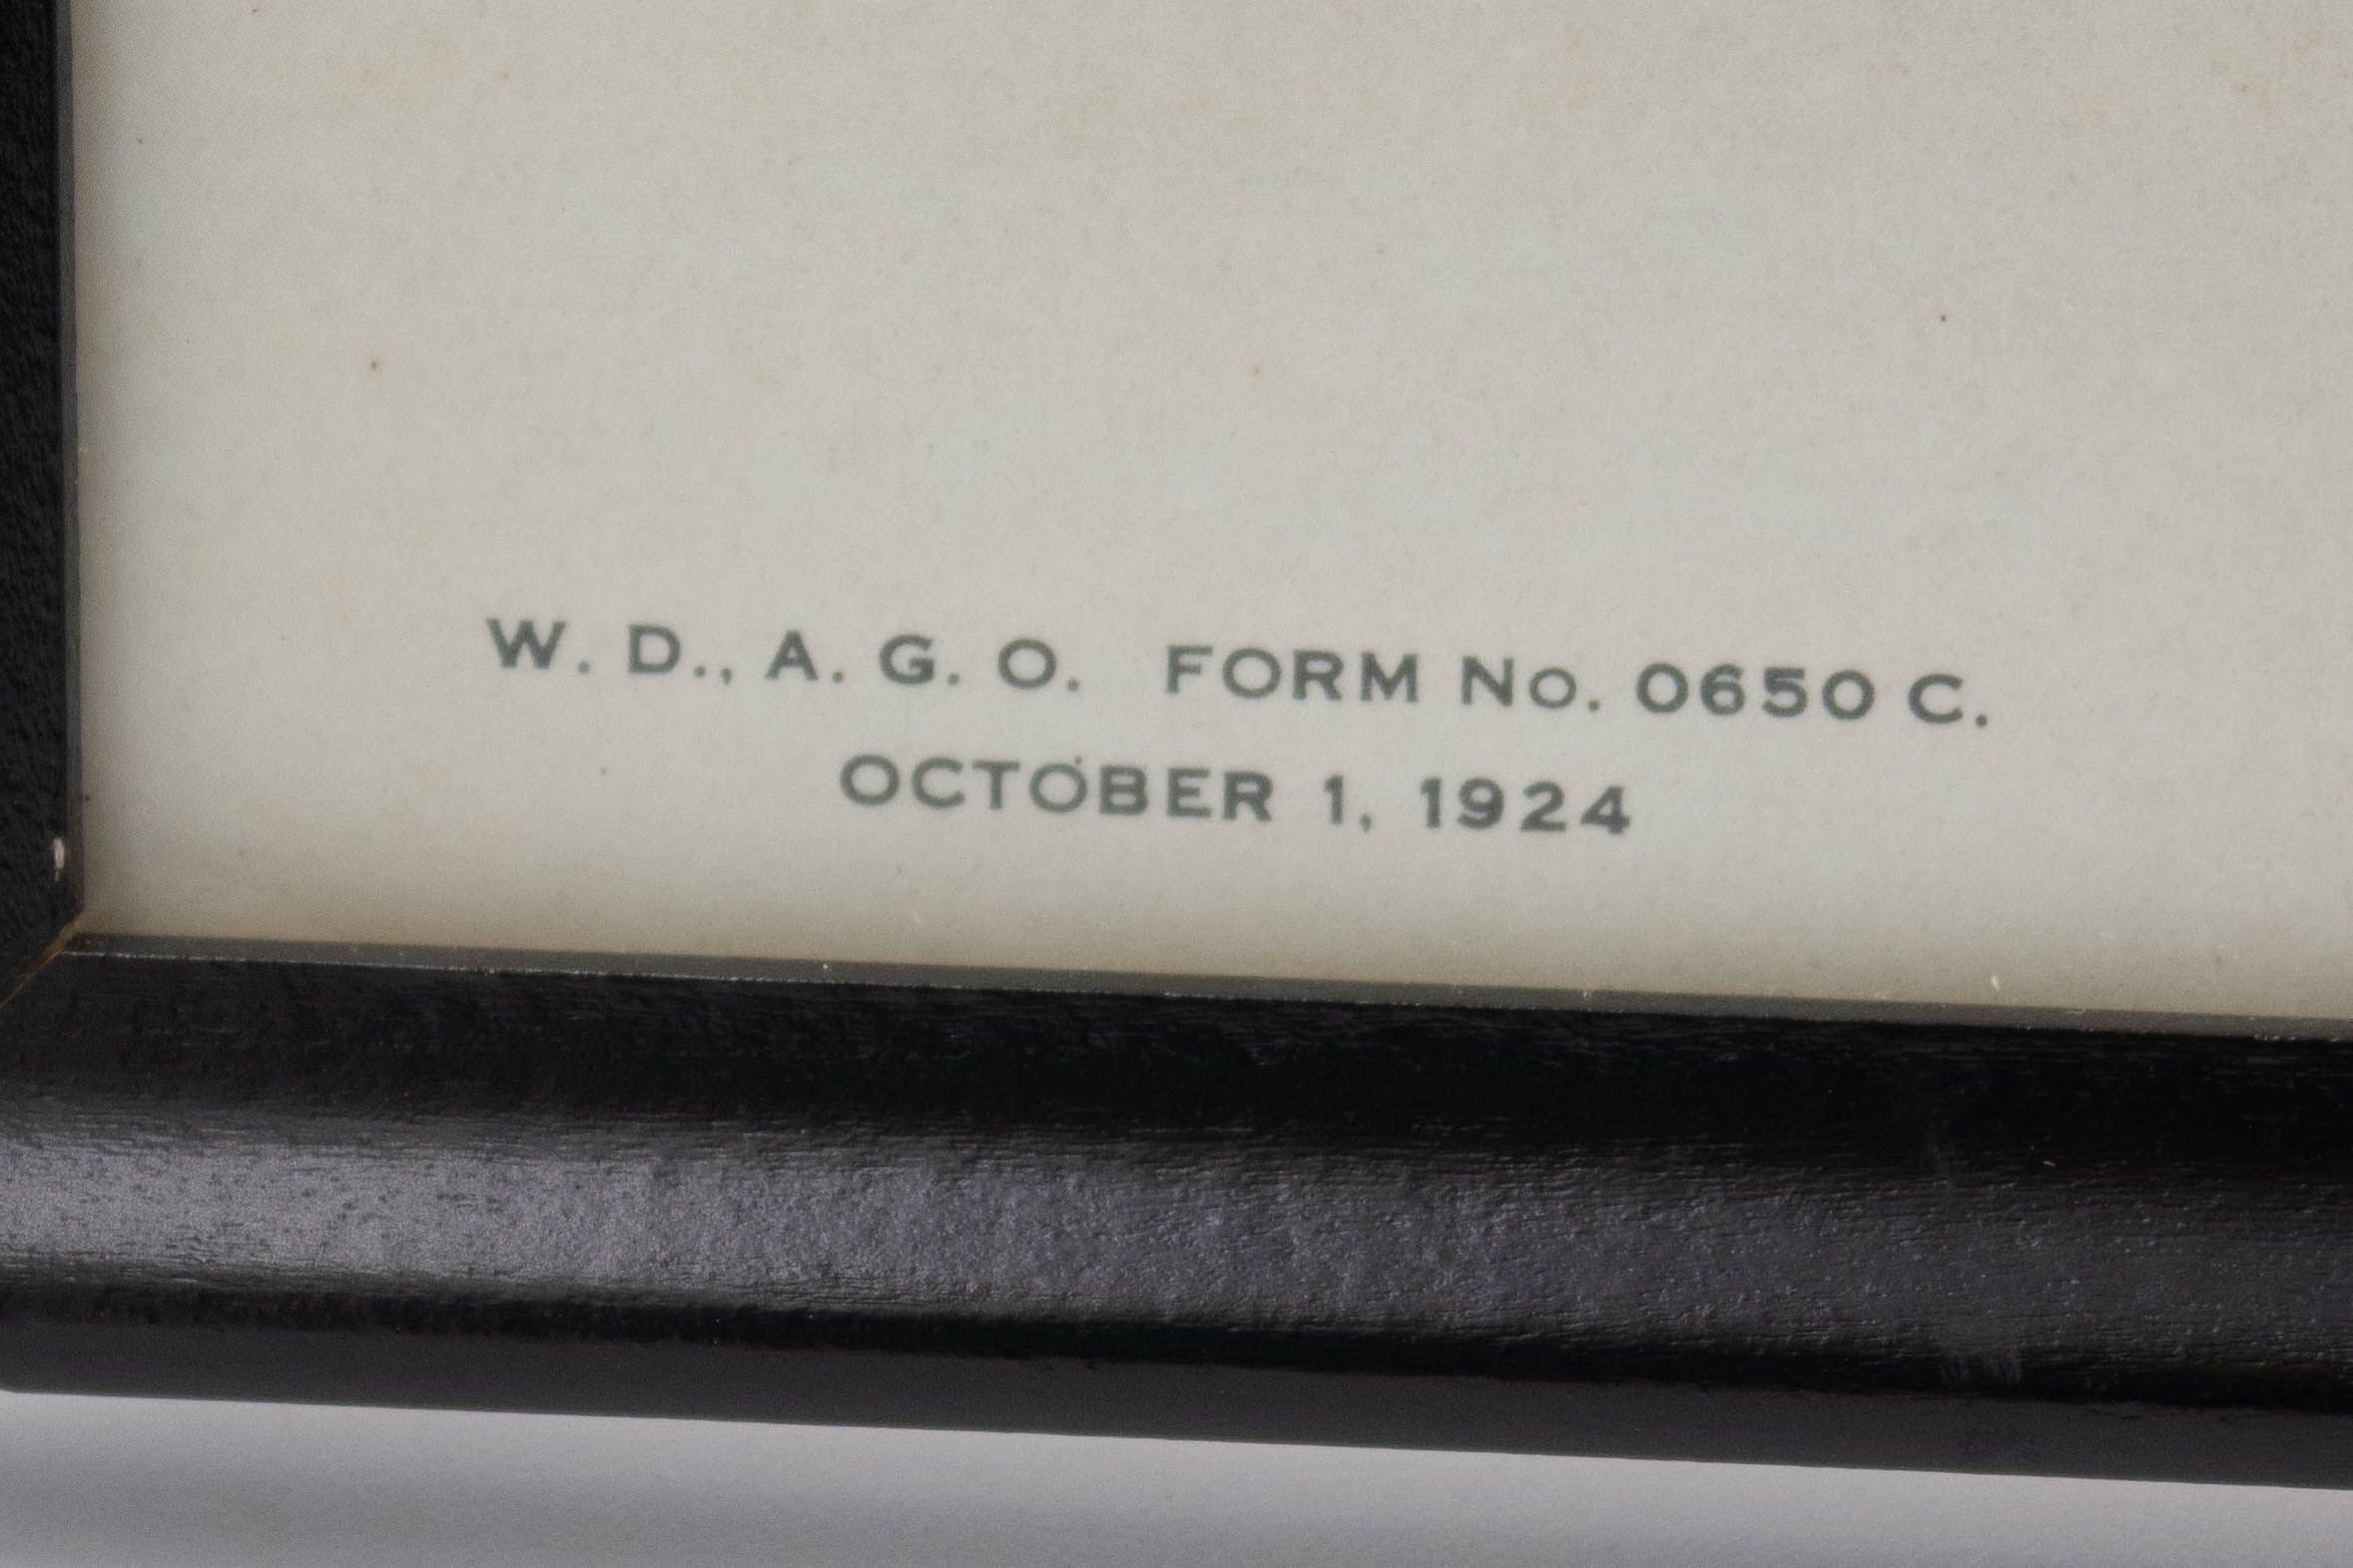 W. D., A. G. O. FORM No. 0650 C.
OCTOBER 1, 1924